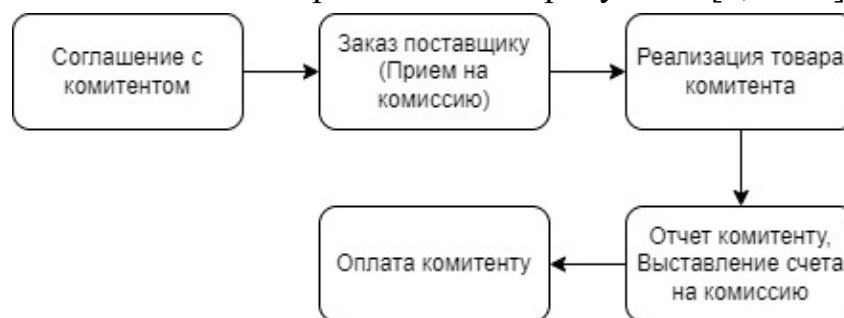 Соглашение с
комитентом
Заказ поставщику
(Прием на
комиссию)
Реализация товара
комитента
Отчет комитенту,
Выставление счета
на комиссию
Оплата комитенту